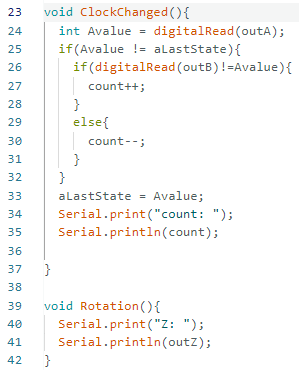 23 void ClockChanged(){
24   int Avalue = digitalRead(outA);
25   if(Avalue != aLastState){
26     if(digitalRead(outB)!=Avalue){
27       count++;
28     }
29     else{
30       count--;
31     }
32   }
33   aLastState = Avalue;
34   Serial.print("count: ");
35   Serial.println(count);
36
37 }
38
39 void Rotation(){
40   Serial.print("Z: ");
41   Serial.println(outZ);
42 }